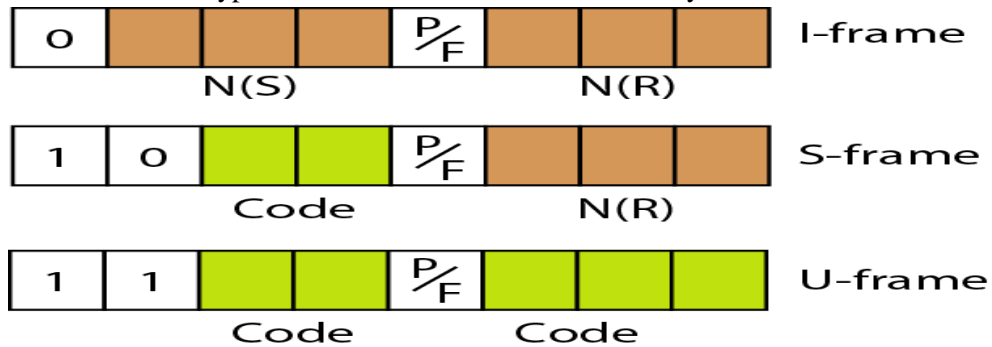 0 P/F I-frame
N(S) N(R)
1 0 P/F S-frame
Code N(R)
1 1 P/F U-frame
Code Code